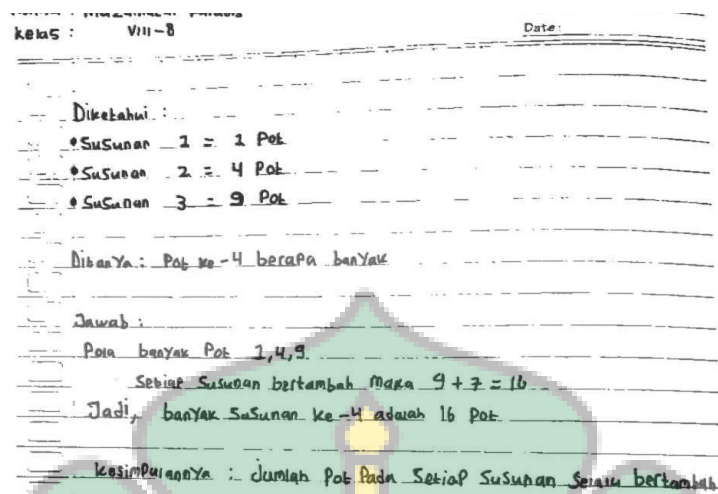 kelas : VIII-8
Date:
Diketahui :
• Susunan 1 = 1 Pot
• Susunan 2 = 4 Pot
• Susunan 3 = 9 Pot
Ditanya : Pot ke-4 berapa banyak
Jawab :
Pola banyak Pot 1,4,9
Setiap Susunan bertambah maka 9 + 7 = 16
Jadi, banyak Susunan ke-4 adalah 16 Pot
kesimpulannya : Jumlah Pot Pada Setiap Susunan Selalu bertambah